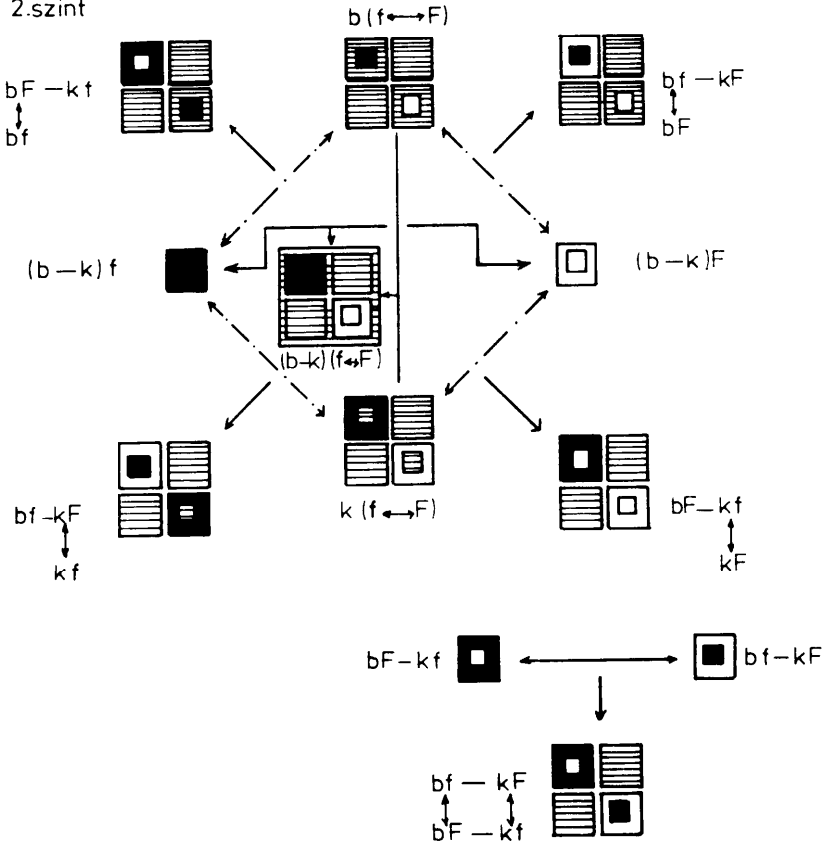 2.szint
b (f⟷F)
bF – kf
↕
bf
bf – kF
↕
bF
(b – k) f
(b – k)F
(b-k)(f↔F)
k (f⟷F)
bf – kF
↕
kf
bF – kf
↕
kF
bF – kf
bf – kF
bf — kF
↕ ↕
bF — kf